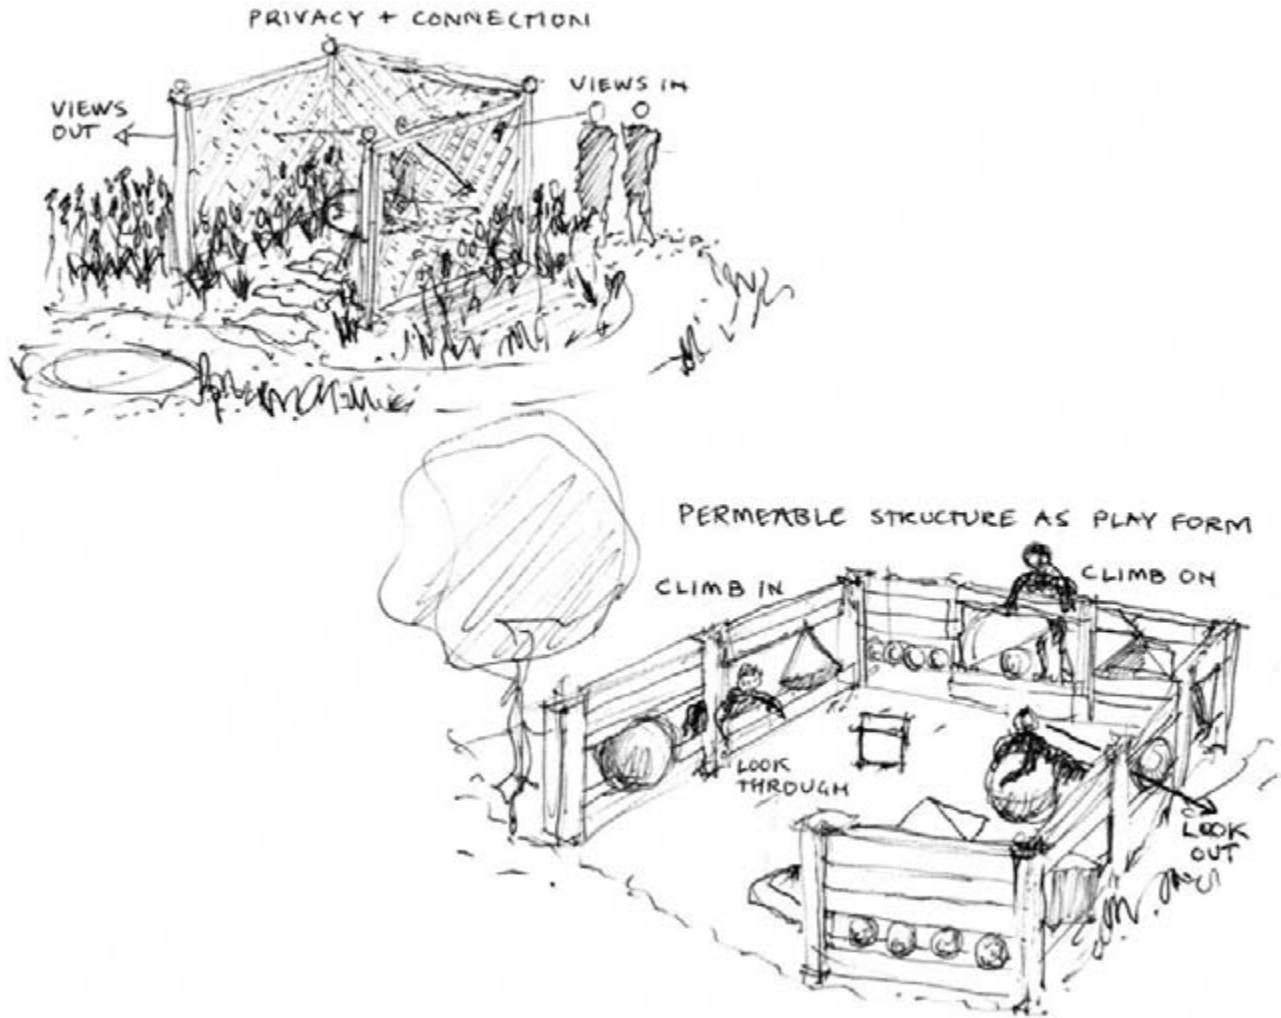 PRIVACY + CONNECTION
VIEWS
OUT
VIEWS IN
PERMEABLE STRUCTURE AS PLAY FORM
CLIMB IN
CLIMB ON
LOOK
THROUGH
LOOK
OUT